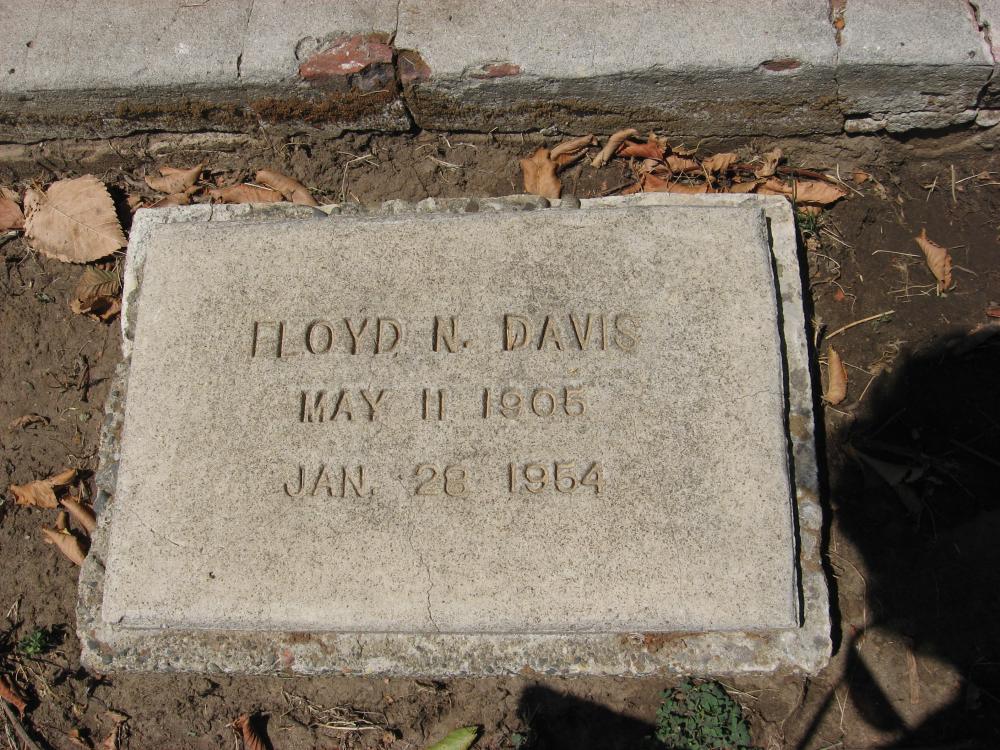 FLOYD N. DAVIS
MAY 11 1905
JAN. 28 1954